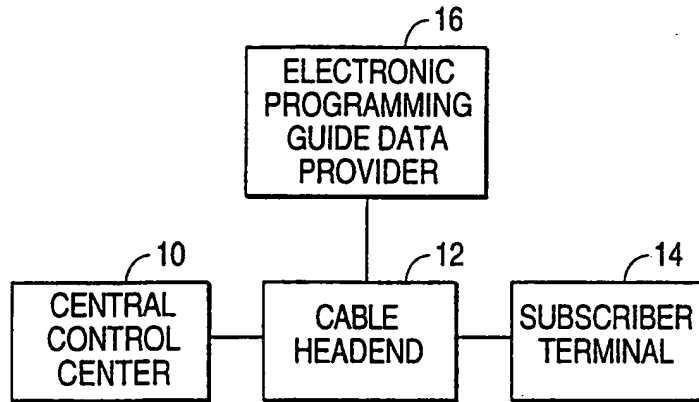 16
ELECTRONIC
PROGRAMMING
GUIDE DATA
PROVIDER
10
CENTRAL
CONTROL
CENTER
12
CABLE
HEADEND
14
SUBSCRIBER
TERMINAL